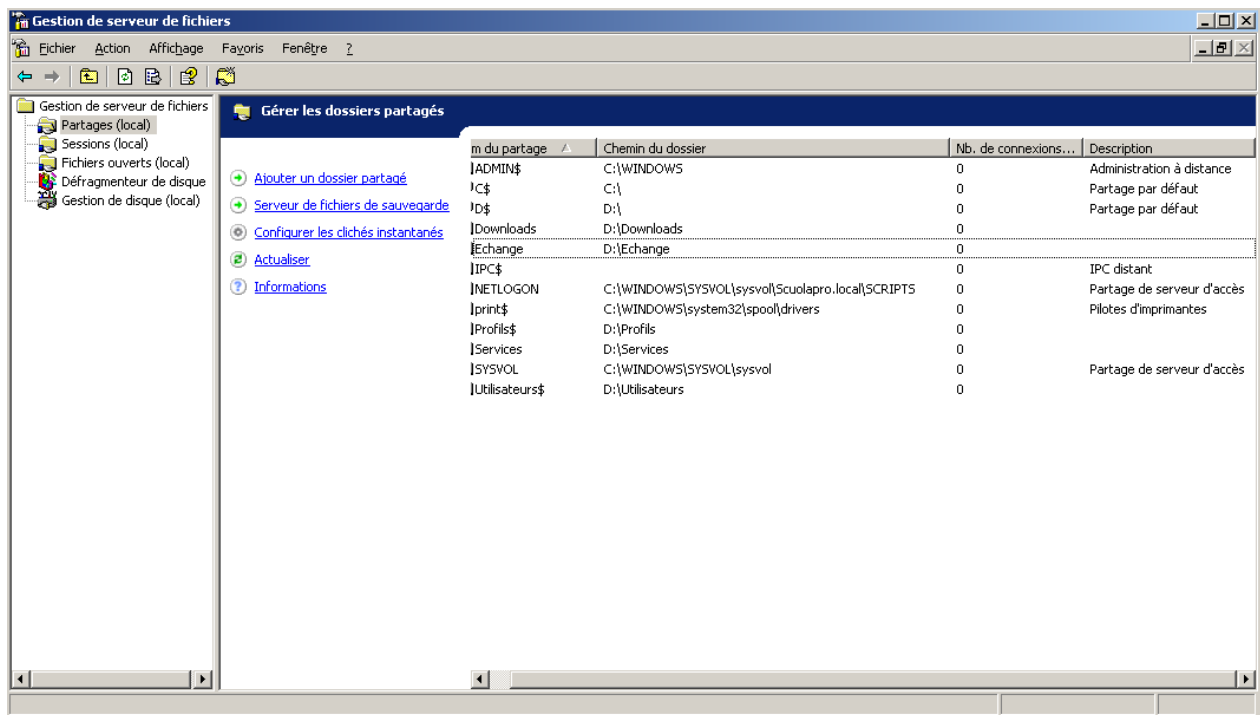 Gestion de serveur de fichiers
Fichier Action Affichage Favoris Fenêtre ?
Gestion de serveur de fichiers
Partages (local)
Sessions (local)
Fichiers ouverts (local)
Défragmenteur de disque
Gestion de disque (local)
Gérer les dossiers partagés
Ajouter un dossier partagé
Serveur de fichiers de sauvegarde
Configurer les clichés instantanés
Actualiser
Informations
m du partage Chemin du dossier Nb. de connexions... Description
ADMIN$ C:\WINDOWS 0 Administration à distance
C$ C:\ 0 Partage par défaut
D$ D:\ 0 Partage par défaut
Downloads D:\Downloads 0
Echange D:\Echange 0
IPC$ 0 IPC distant
NETLOGON C:\WINDOWS\SYSVOL\sysvol\Scuolapro.local\SCRIPTS 0 Partage de serveur d'accès
print$ C:\WINDOWS\system32\spool\drivers 0 Pilotes d'imprimantes
Profils$ D:\Profils 0
Services D:\Services 0
SYSVOL C:\WINDOWS\SYSVOL\sysvol 0 Partage de serveur d'accès
Utilisateurs$ D:\Utilisateurs 0